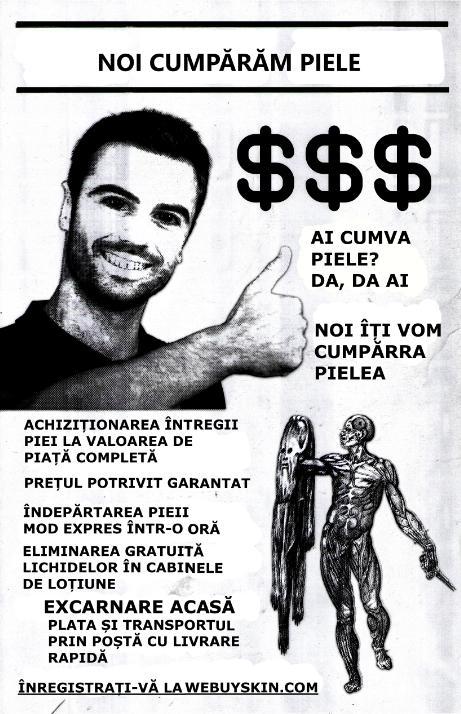 NOI CUMPĂRĂM PIELE
$$$
AI CUMVA
PIELE?
DA, DA AI
NOI ÎȚI VOM
CUMPĂRRA
PIELEA
ACHIZIȚIONAREA ÎNTREGII
PIEI LA VALOAREA DE
PIAȚĂ COMPLETĂ
PREȚUL POTRIVIT GARANTAT
ÎNDEPĂRTAREA PIEII
MOD EXPRES ÎNTR-O ORĂ
ELIMINAREA GRATUITĂ
LICHIDELOR ÎN CABINELE
DE LOȚIUNE
EXCARNARE ACASĂ
PLATA ȘI TRANSPORTUL
PRIN POȘTĂ CU LIVRARE
RAPIDĂ
ÎNREGISTRAȚI-VĂ LA WEBUYSKIN.COM